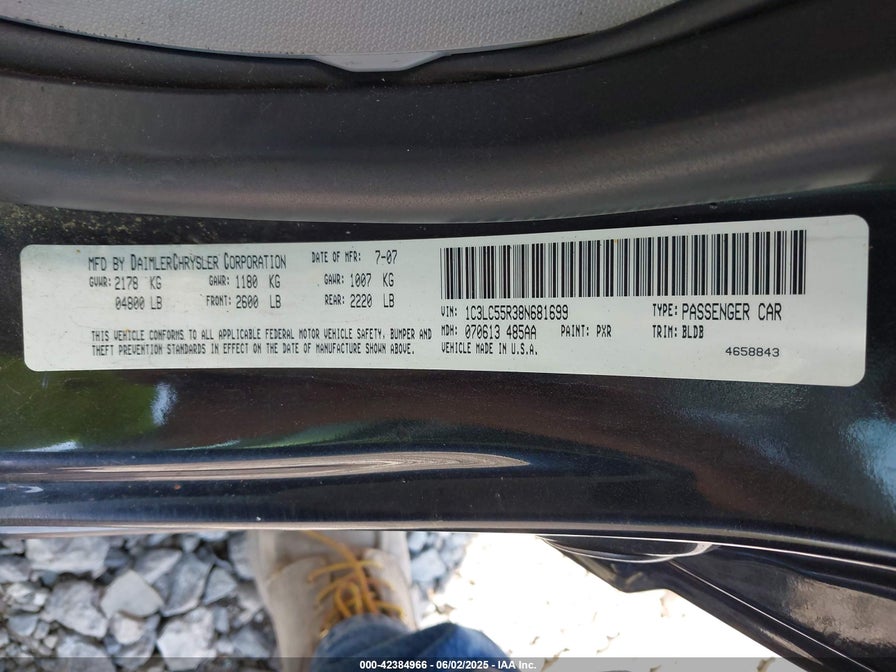 MFD BY DAIMLERCHRYSLER CORPORATION DATE OF MFR: 7-07
GVWR: 2178 KG GAWR: 1180 KG GAWR: 1007 KG
04800 LB FRONT: 2600 LB REAR: 2220 LB
THIS VEHICLE CONFORMS TO ALL APPLICABLE FEDERAL MOTOR VEHICLE SAFETY, BUMPER AND
THEFT PREVENTION STANDARDS IN EFFECT ON THE DATE OF MANUFACTURE SHOWN ABOVE.
VIN: 1C3LC55R38N681699 TYPE: PASSENGER CAR
MDH: 070613 485AA PAINT: PXR TRIM: BLDB
VEHICLE MADE IN U.S.A. 4658843
000-42384966 - 06/02/2025 - IAA Inc.